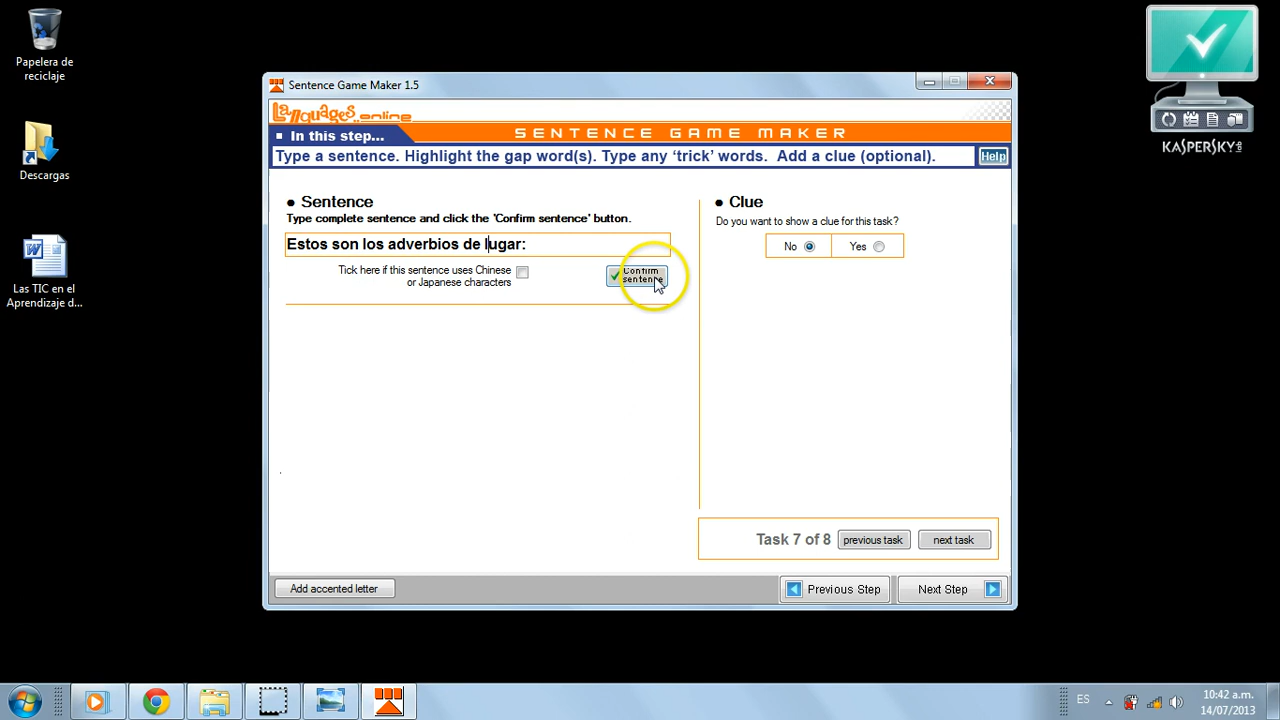 Papelera de
reciclaje
Descargas
Las TIC en el
Aprendizaje d...
KASPERSKY
Sentence Game Maker 1.5
Languages online
In this step...
SENTENCE GAME MAKER
Type a sentence. Highlight the gap word(s). Type any ‘trick’ words. Add a clue (optional).
Help
Sentence
Type complete sentence and click the 'Confirm sentence' button.
Estos son los adverbios de lugar:
Tick here if this sentence uses Chinese
or Japanese characters
Confirm
sentence
Clue
Do you want to show a clue for this task?
No
Yes
Task 7 of 8
previous task
next task
Add accented letter
Previous Step
Next Step
ES
10:42 a.m.
14/07/2013